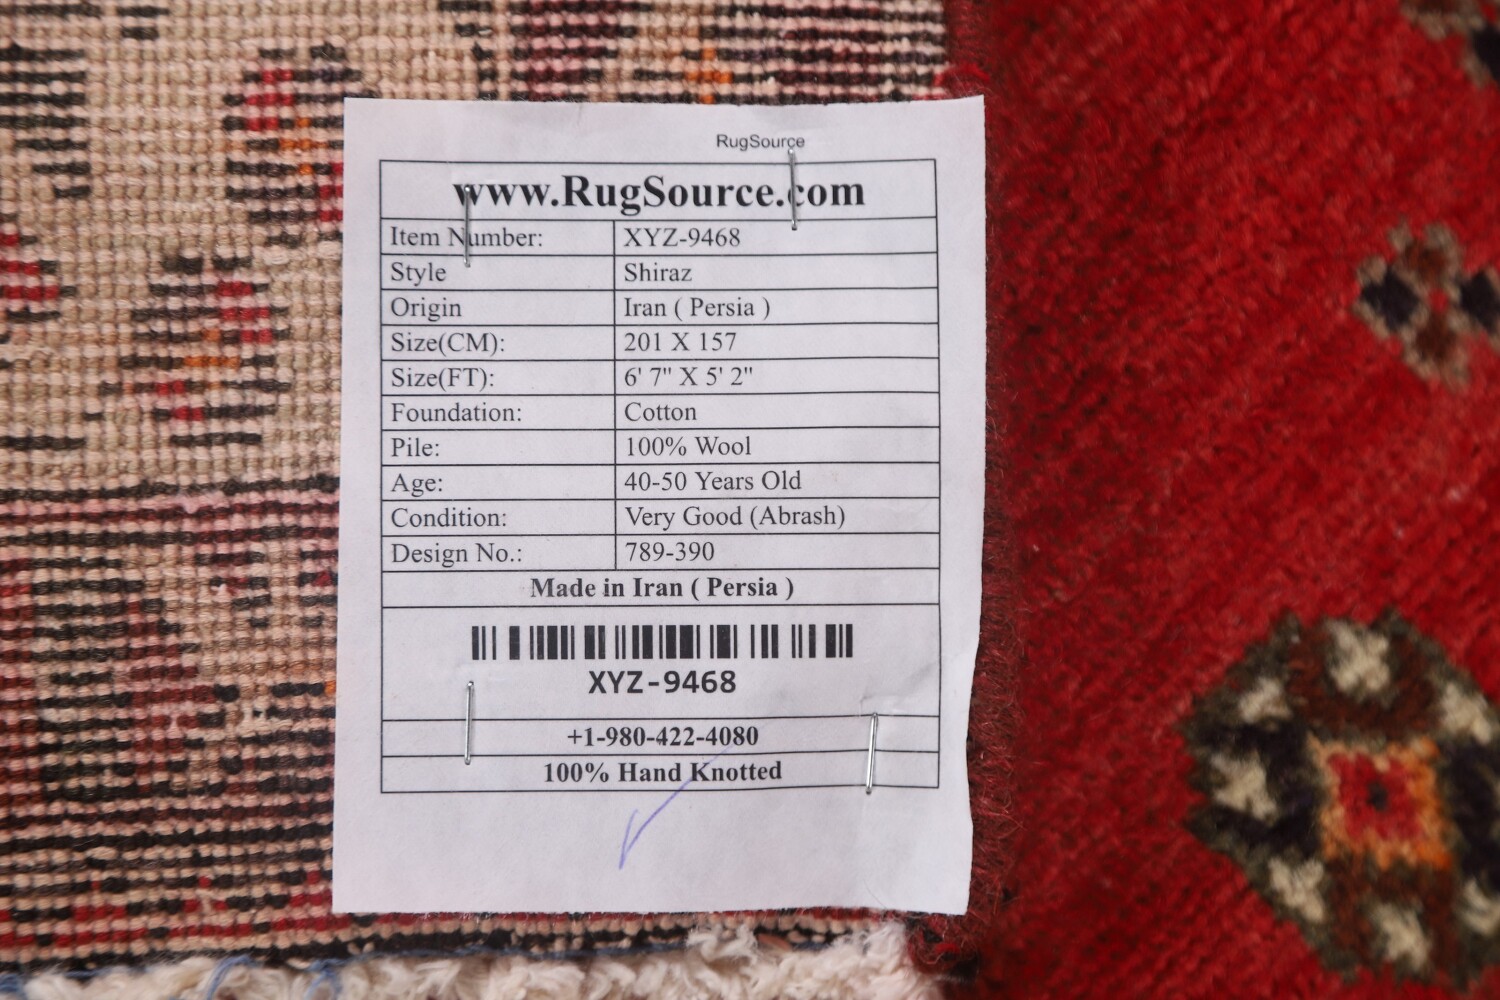 RugSource
www.RugSource.com
Item Number: XYZ-9468
Style Shiraz
Origin Iran ( Persia )
Size(CM): 201 X 157
Size(FT): 6' 7" X 5' 2"
Foundation: Cotton
Pile: 100% Wool
Age: 40-50 Years Old
Condition: Very Good (Abrash)
Design No.: 789-390
Made in Iran ( Persia )
XYZ-9468
+1-980-422-4080
100% Hand Knotted